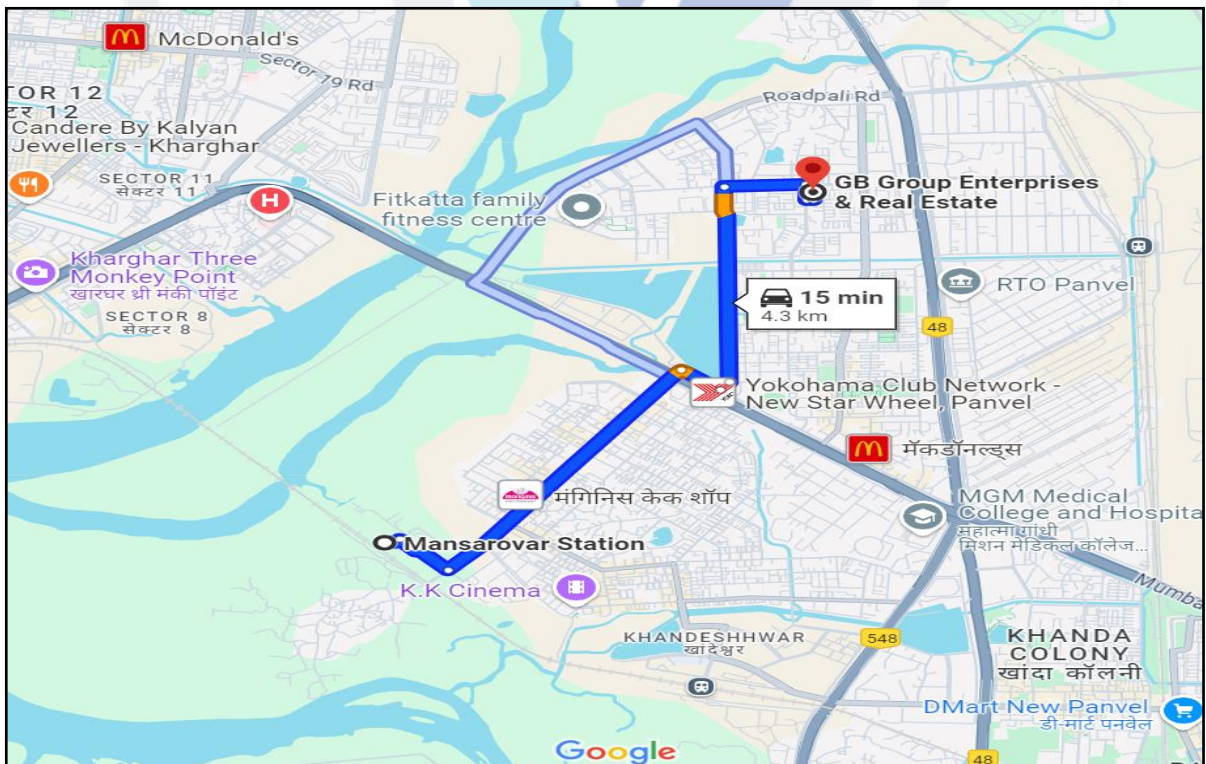 McDonald's
Sector-19 Rd
TOR 12
टर 12
Candere By Kalyan
Jewellers - Kharghar
SECTOR 11
सेक्टर 11
H
Roadpali Rd
Fitkatta family
fitness centre
GB Group Enterprises
& Real Estate
Kharghar Three
Monkey Point
खारघर थ्री मंकी पॉइंट
SECTOR 8
सेक्टर 8
RTO Panvel
15 min
4.3 km
48
Yokohama Club Network -
New Star Wheel, Panvel
मॅकडॉनल्ड्स
मंगिनिस केक शॉप
MGM Medical
College and Hospita
महात्मा गांधी
मिशन मेडिकल कॉलेज...
Mansarovar Station
K.K Cinema
Mumba
KHANDESHHWAR
खांदेश्वर
548
KHANDA
COLONY
खांदा कॉलनी
DMart New Panvel
डी-मार्ट पनवेल
Google
48